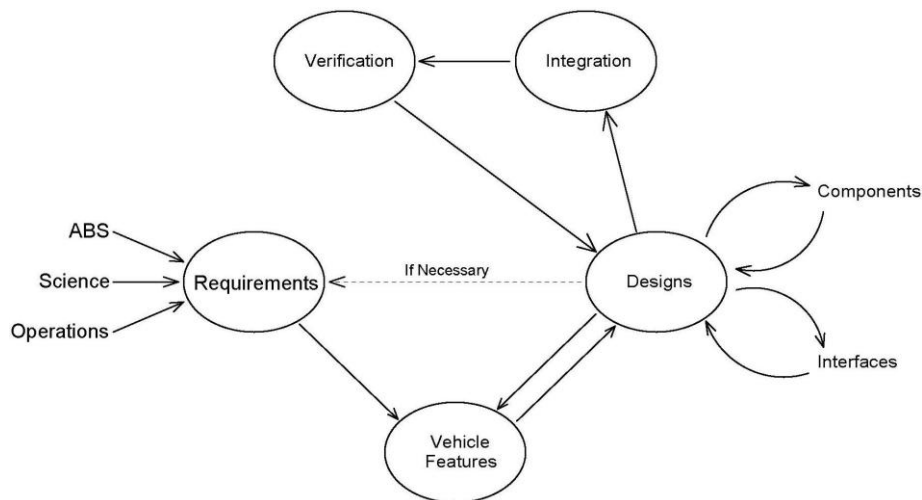 Verification
Integration
Components
ABS
Science
Operations
Requirements
If Necessary
Designs
Interfaces
Vehicle
Features